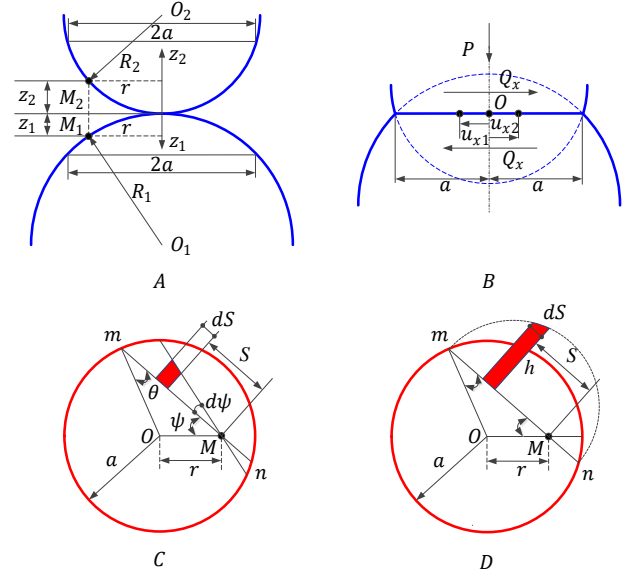 O₂
2a
R₂
z₂
r
z₂
M₂
z₁
M₁
r
z₁
2a
R₁
O₁
A
P
Qₓ
O
uₓ₁
uₓ₂
Qₓ
a
a
B
dS
m
S
θ
dψ
ψ
O
M
n
a
r
C
dS
m
S
h
O
M
n
a
r
D